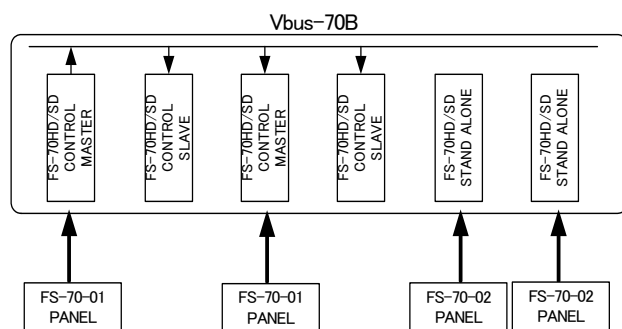 Vbus-70B
FS-70HD/SD
CONTROL
MASTER
FS-70HD/SD
CONTROL
SLAVE
FS-70HD/SD
CONTROL
MASTER
FS-70HD/SD
CONTROL
SLAVE
FS-70HD/SD
STAND ALONE
FS-70HD/SD
STAND ALONE
FS-70-01
PANEL
FS-70-01
PANEL
FS-70-02
PANEL
FS-70-02
PANEL